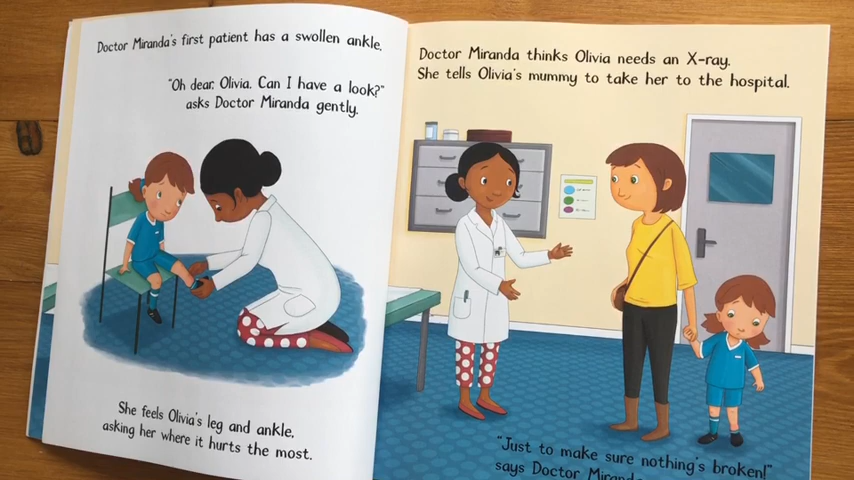 Doctor Miranda's first patient has a swollen ankle.
"Oh dear, Olivia. Can I have a look?"
asks Doctor Miranda gently.
She feels Olivia's leg and ankle,
asking her where it hurts the most.
Doctor Miranda thinks Olivia needs an X-ray.
She tells Olivia's mummy to take her to the hospital.
"Just to make sure nothing's broken!"
says Doctor